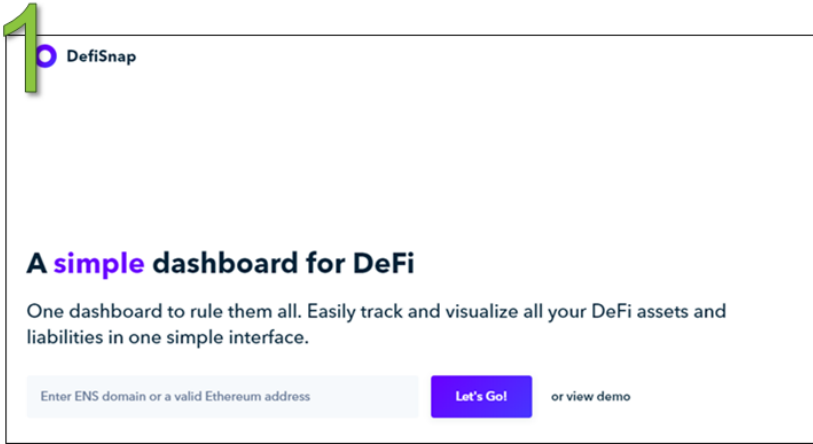 1
DefiSnap
A simple dashboard for DeFi
One dashboard to rule them all. Easily track and visualize all your DeFi assets and
liabilities in one simple interface.
Enter ENS domain or a valid Ethereum address
Let's Go!
or view demo